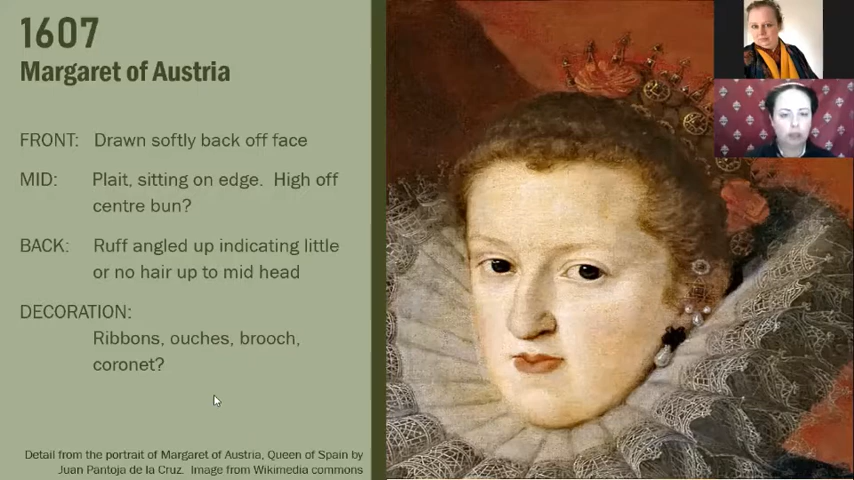 1607
Margaret of Austria
FRONT: Drawn softly back off face
MID: Plait, sitting on edge. High off
centre bun?
BACK: Ruff angled up indicating little
or no hair up to mid head
DECORATION:
Ribbons, ouches, brooch,
coronet?
Detail from the portrait of Margaret of Austria, Queen of Spain by
Juan Pantoja de la Cruz. Image from Wikimedia commons